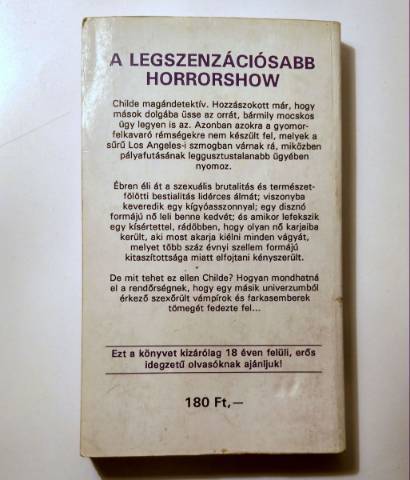 A LEGSZENZÁCIÓSABB
HORRORSHOW
Childe magándetektív. Hozzászokott már, hogy
mások dolgába üsse az orrát, bármily mocskos
ügy legyen is az. Azonban azokra a gyomor-
felkavaró rémségekre nem készült fel, melyek a
sűrű Los Angeles-i szmogban várnak rá, miközben
pályafutásának leggusztustalanabb ügyében
nyomoz.
Ébren éli át a szexuális brutalitás és természet-
fölötti bestialitás lidérces álmát; viszonyba
keveredik egy kígyóasszonnyal; egy disznó
formájú nő leli benne kedvét; és amikor lefekszik
egy kísértettel, rádöbben, hogy olyan nő karjaiba
került, aki most akarja kiélni minden vágyát,
melyet több száz évnyi szellem formájú
kitaszítottsága miatt elfojtani kényszerült.
De mit tehet ez ellen Childe? Hogyan mondhatná
el a rendőrségnek, hogy egy másik univerzumból
érkező szexőrült vámpírok és farkasemberek
tömegét fedezte fel...
Ezt a könyvet kizárólag 18 éven felüli, erős
idegzetű olvasóknak ajánljuk!
180 Ft,—